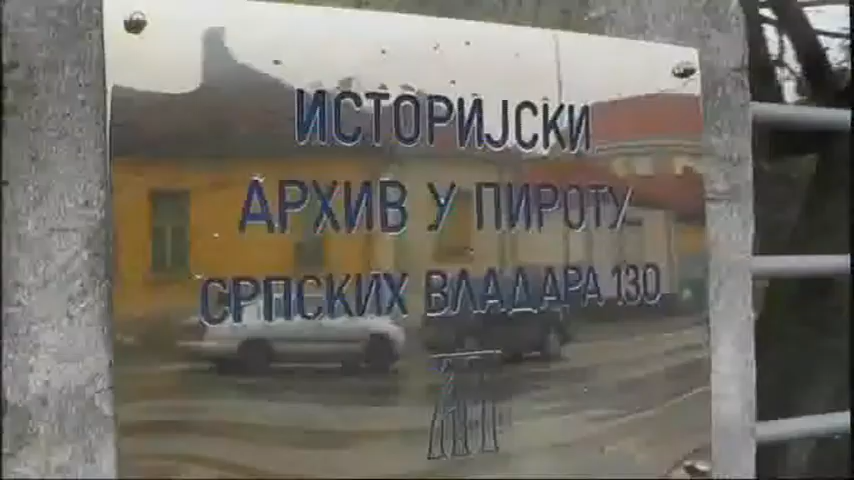 ИСТОРИЈСКИ
АРХИВ У ПИРОТУ
СРПСКИХ ВЛАДАРА 130